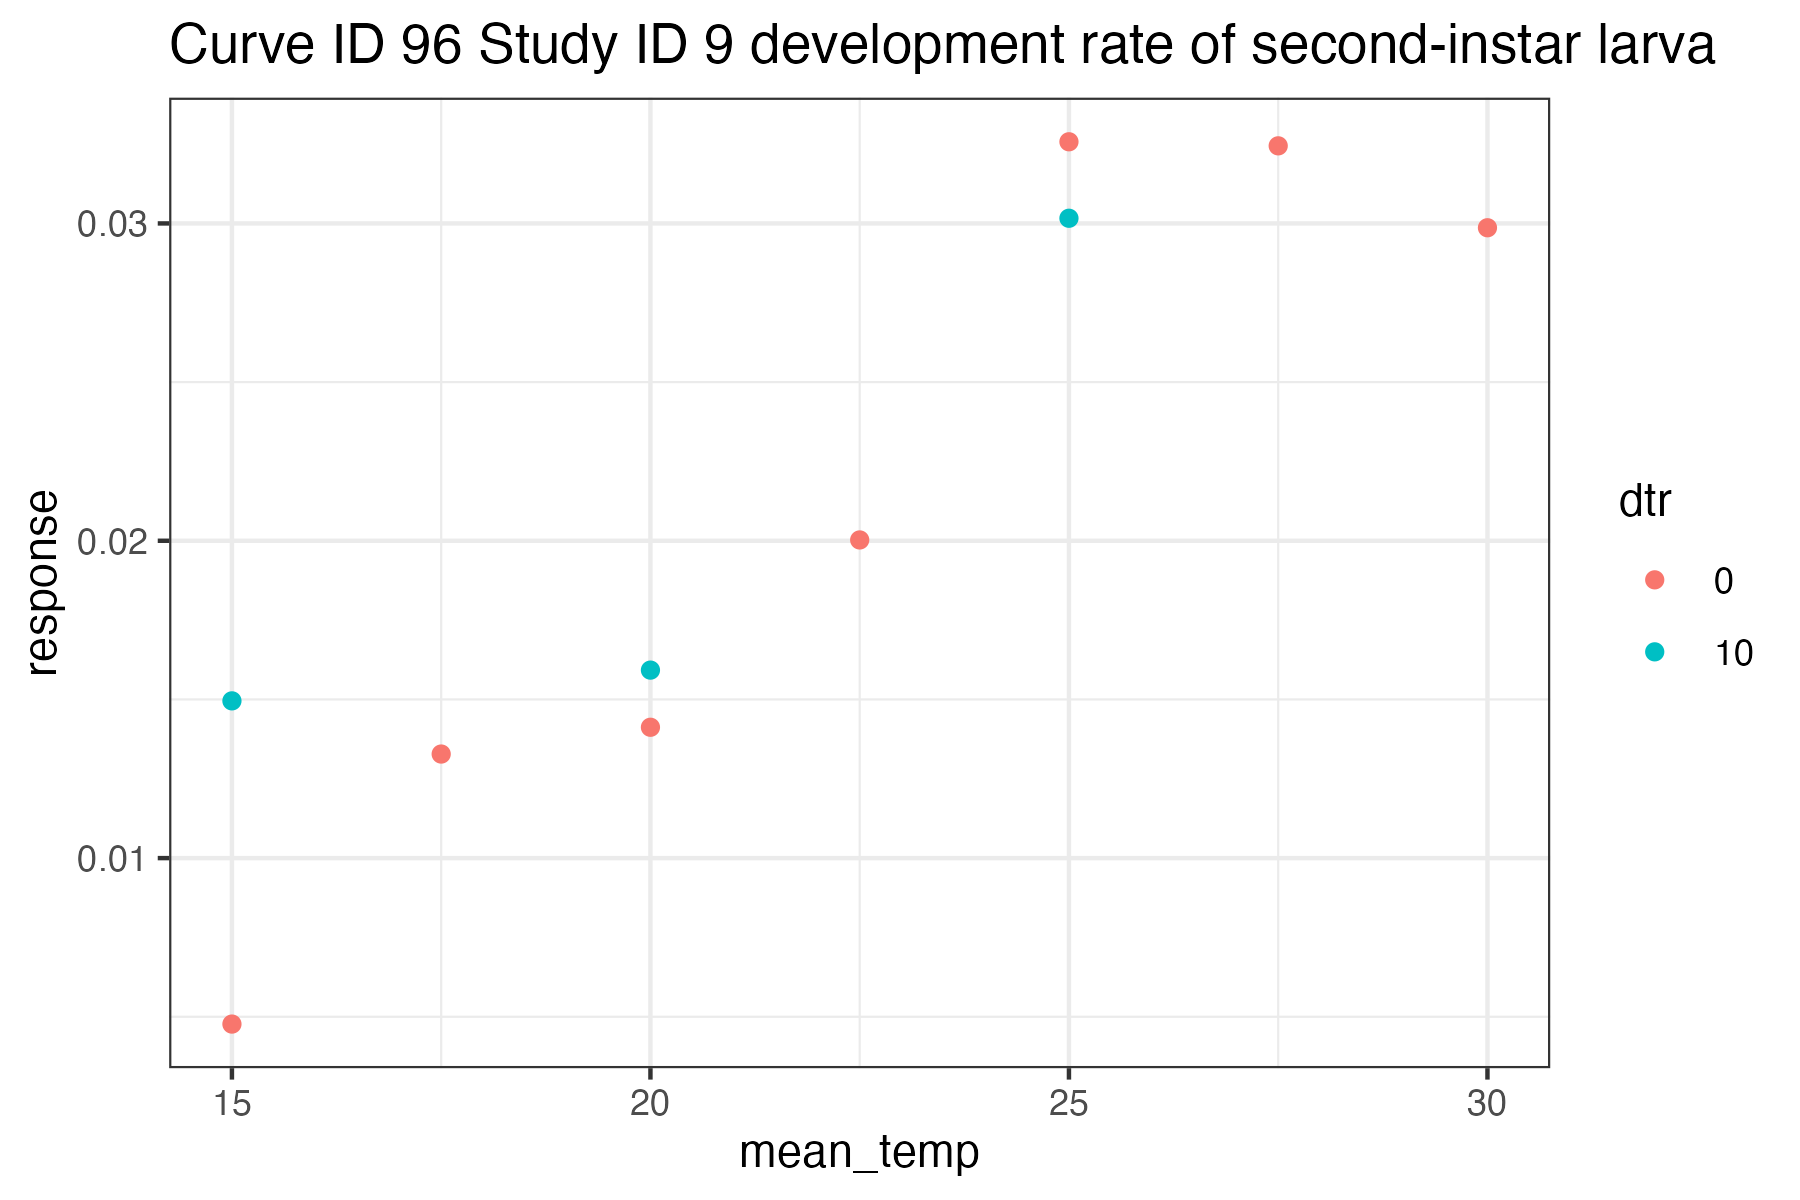 Curve ID 96 Study ID 9 development rate of second-instar larva
0.03
0.02
0.01
response
15
20
25
30
mean_temp
dtr
0
10